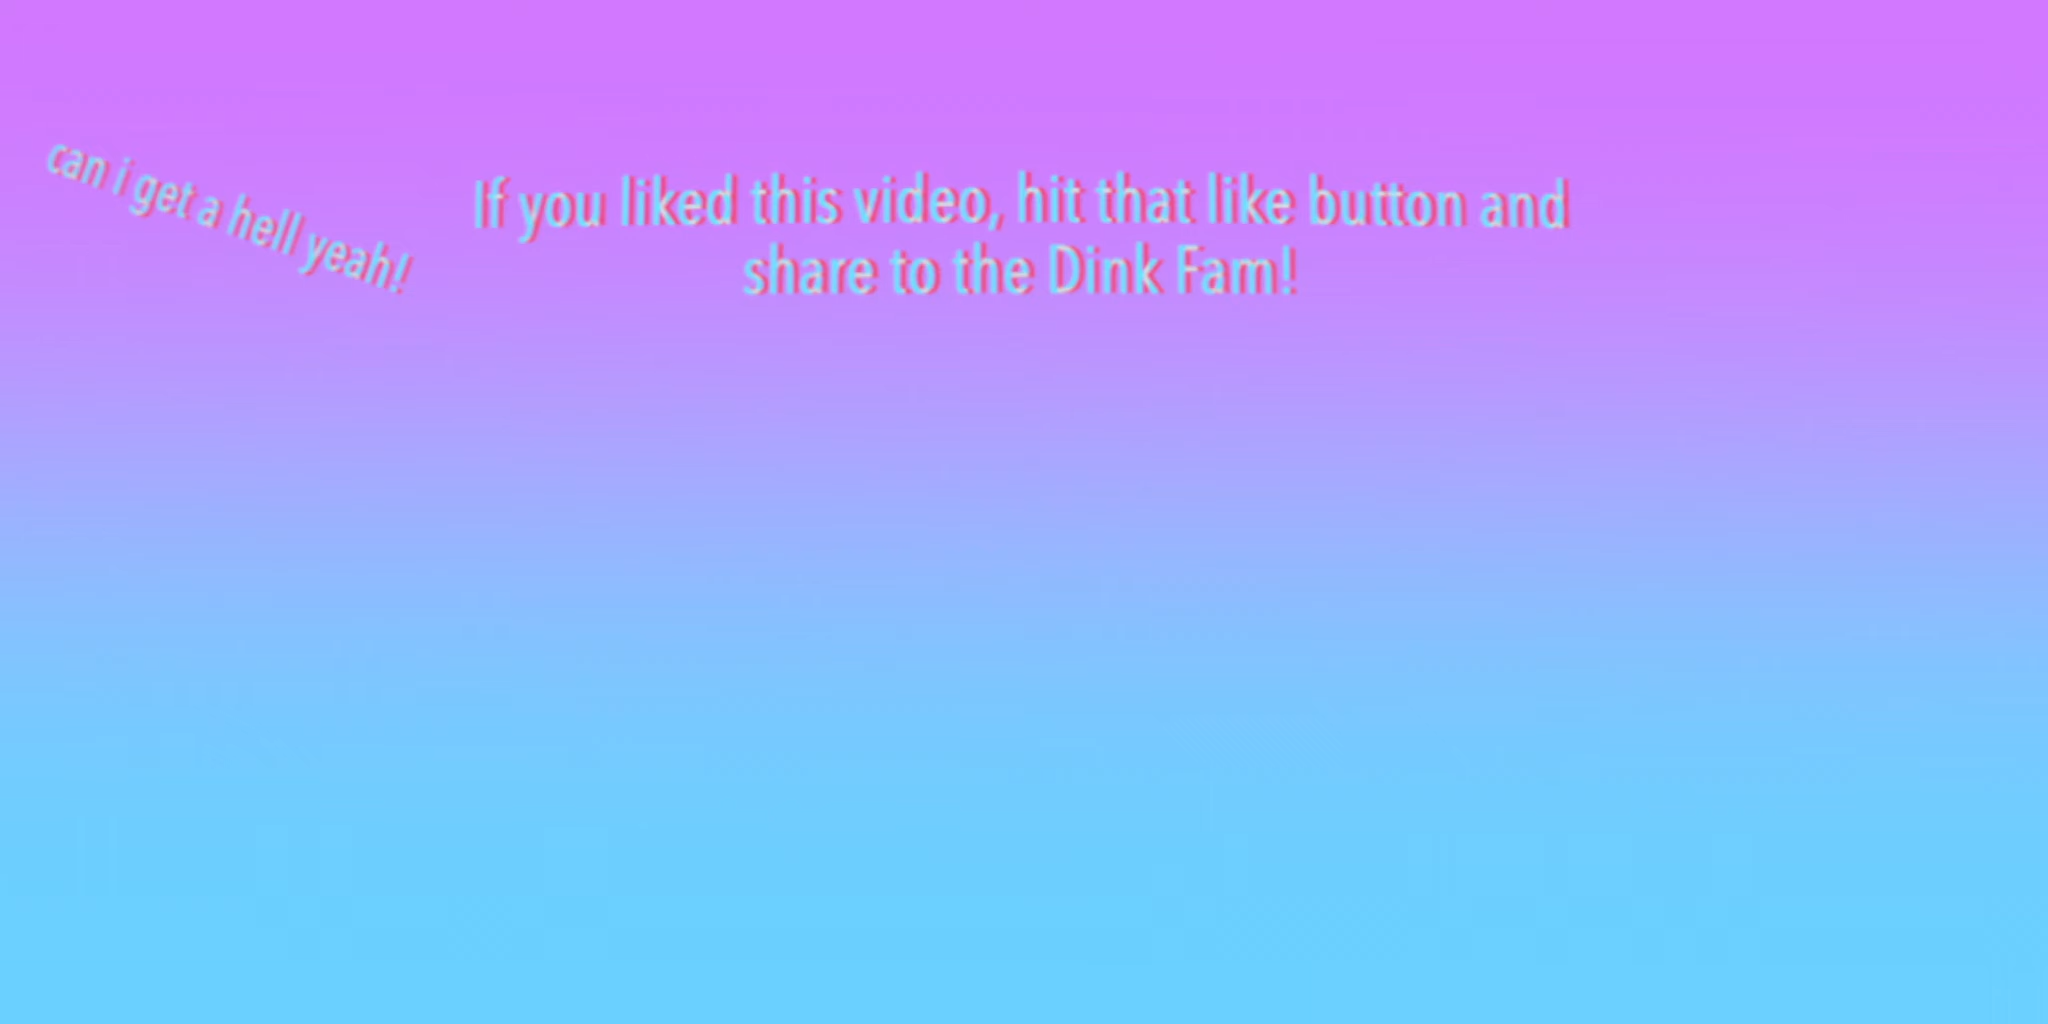 can i get a hell yeah!
If you liked this video, hit that like button and
share to the Dink Fam!